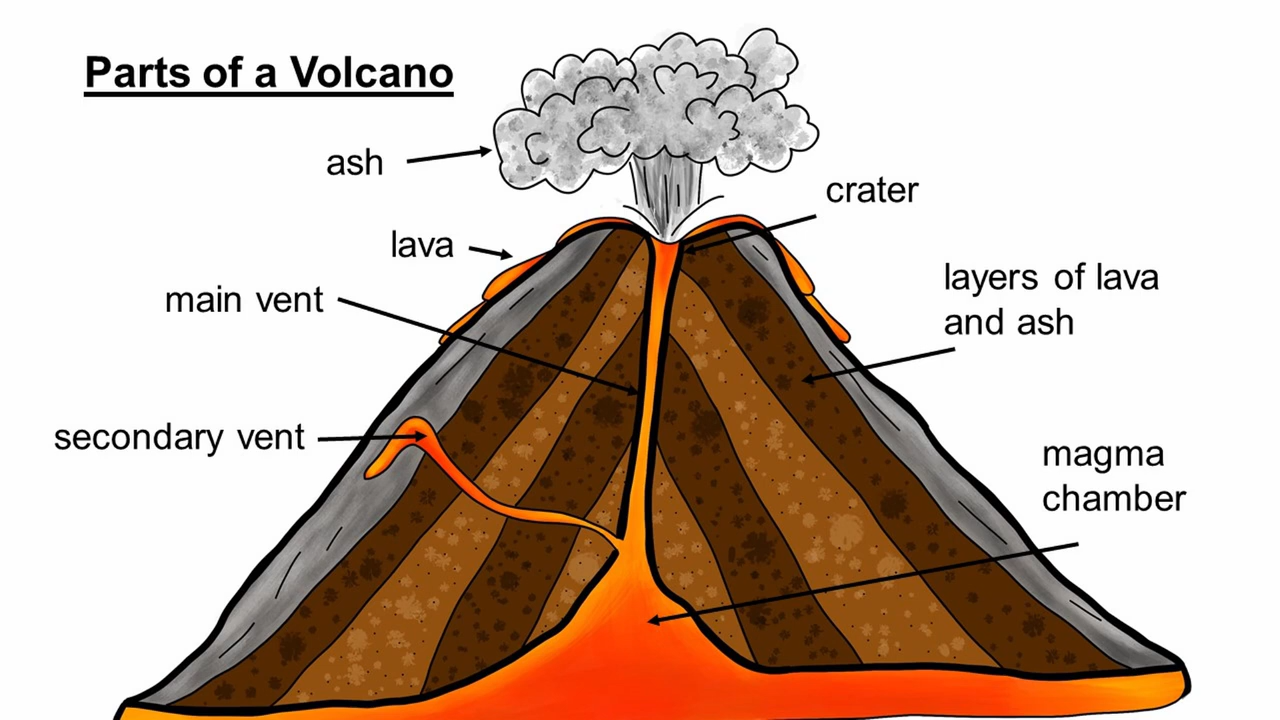 Parts of a Volcano
ash
crater
lava
layers of lava
and ash
main vent
secondary vent
magma
chamber